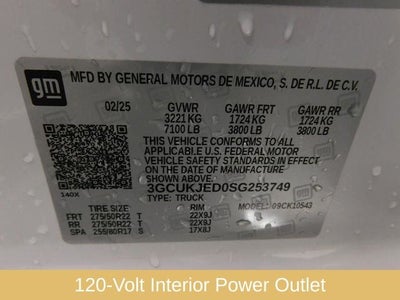 gm
MFD BY GENERAL MOTORS DE MEXICO, S. DE R.L. DE C.V.
02/25 GVWR GAWR FRT GAWR RR
3221 KG 1724 KG 1724 KG
7100 LB 3800 LB 3800 LB
THIS VEHICLE CONFORMS TO ALL
APPLICABLE U.S. FEDERAL MOTOR
VEHICLE SAFETY STANDARDS IN EFFECT
ON THE DATE OF MANUFACTURE
SHOWN ABOVE.
3GCUKJED0SG253749
140X TYPE: TRUCK MODEL:
TIRE SIZE RIM
FRT 275/50R22 T 22X9J
RR 275/50R22 T 22X9J
SPA 255/80R17 S 17X8J
120-Volt Interior Power Outlet